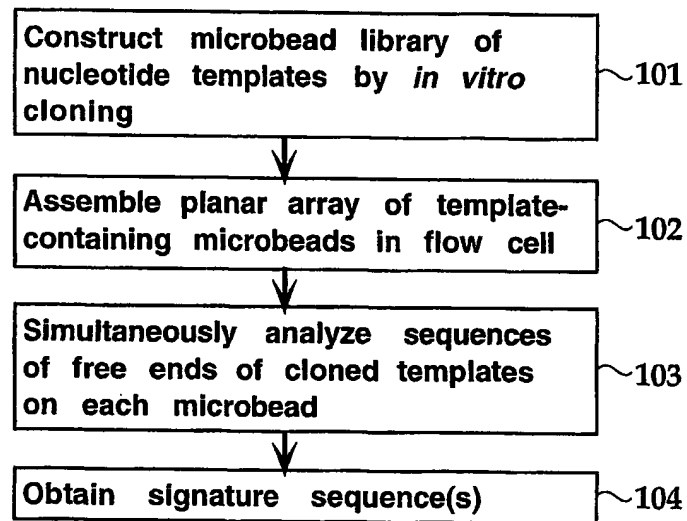 Construct microbead library of
nucleotide templates by in vitro
cloning
101
Assemble planar array of template-
containing microbeads in flow cell
102
Simultaneously analyze sequences
of free ends of cloned templates
on each microbead
103
Obtain signature sequence(s)
104